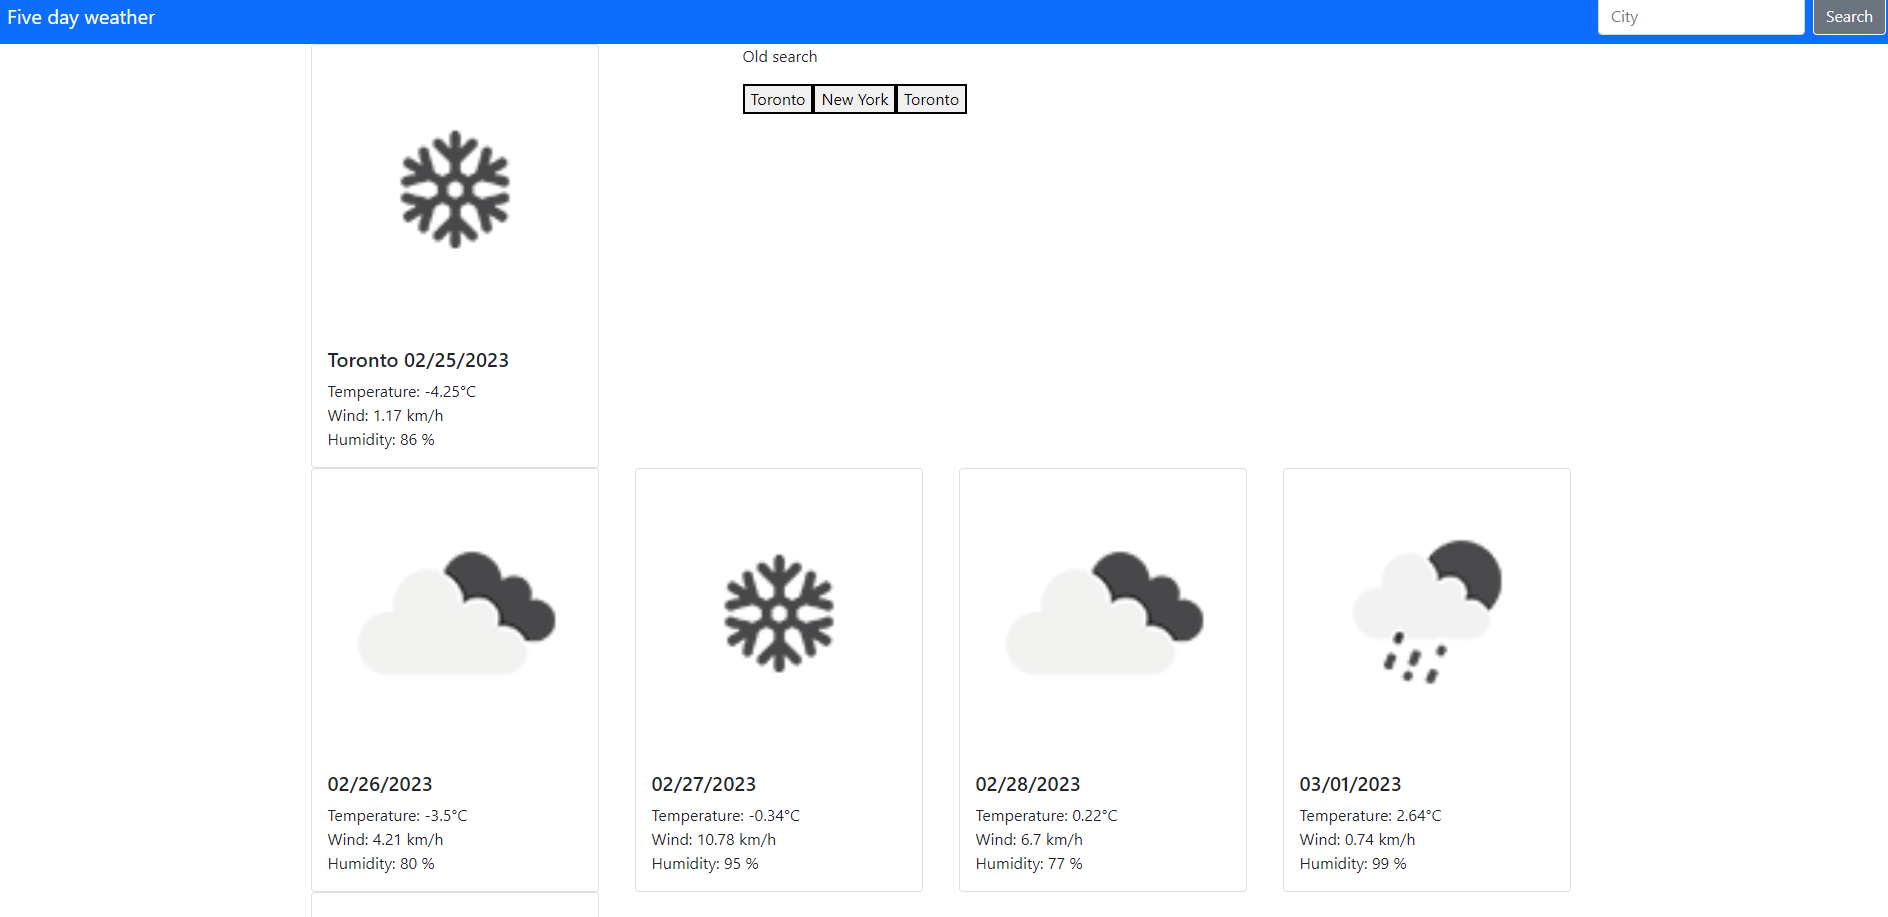 Five day weather
City
Search
Old search
Toronto
New York
Toronto
Toronto 02/25/2023
Temperature: -4.25°C
Wind: 1.17 km/h
Humidity: 86 %
02/26/2023
Temperature: -3.5°C
Wind: 4.21 km/h
Humidity: 80 %
02/27/2023
Temperature: -0.34°C
Wind: 10.78 km/h
Humidity: 95 %
02/28/2023
Temperature: 0.22°C
Wind: 6.7 km/h
Humidity: 77 %
03/01/2023
Temperature: 2.64°C
Wind: 0.74 km/h
Humidity: 99 %